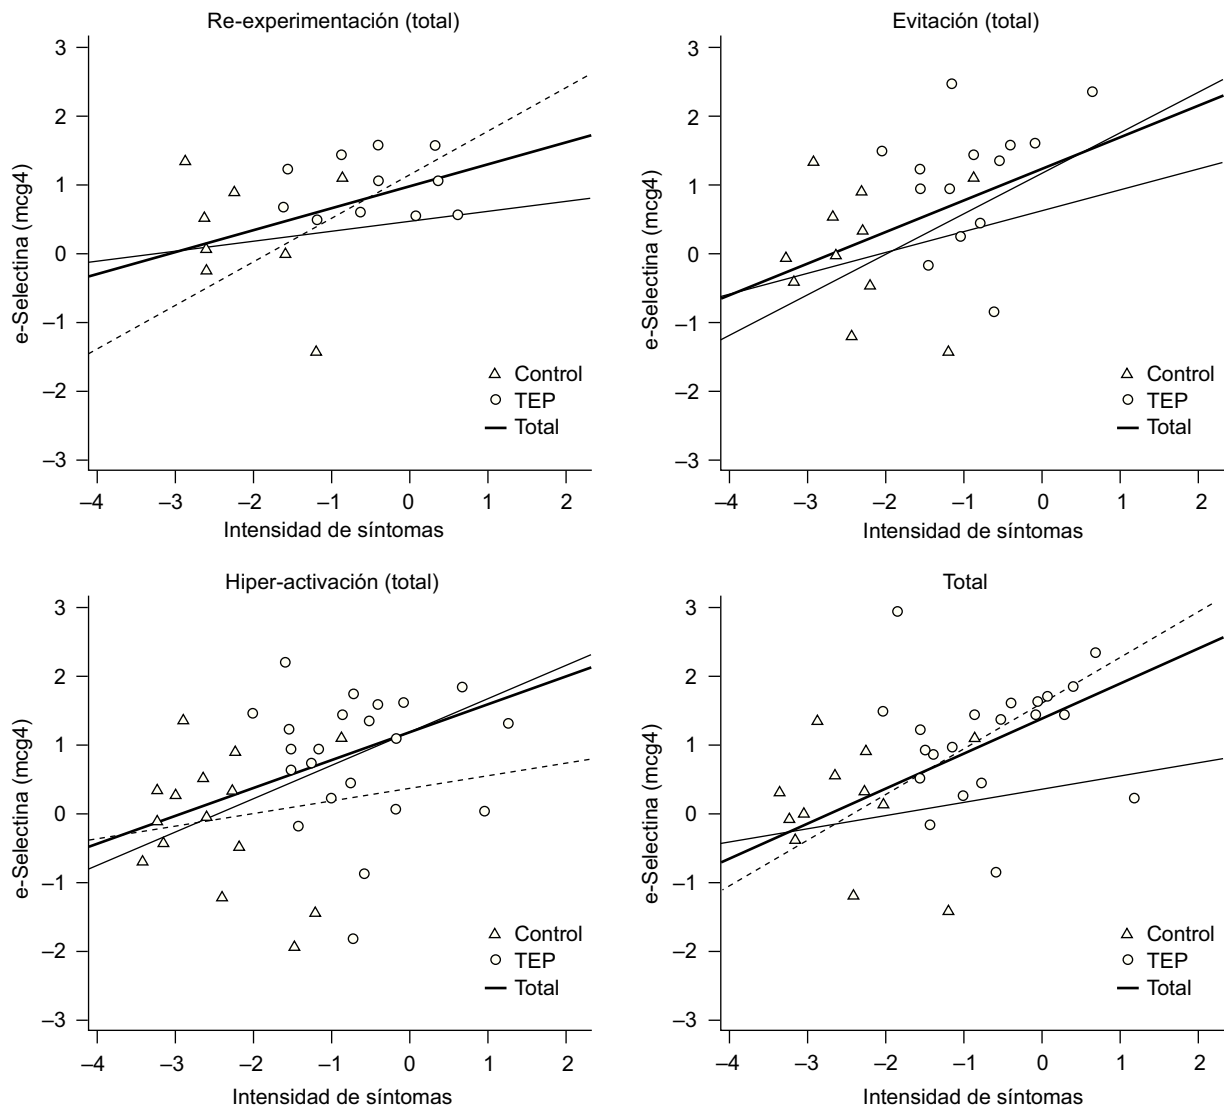 Re-experimentación (total)
3
2
1
0
–1
–2
–3
e-Selectina (mcg4)
Control
TEP
Total
–4 –3 –2 –1 0 1 2
Intensidad de síntomas
Evitación (total)
3
2
1
0
–1
–2
–3
e-Selectina (mcg4)
Control
TEP
Total
–4 –3 –2 –1 0 1 2
Intensidad de síntomas
Hiper-activación (total)
3
2
1
0
–1
–2
–3
e-Selectina (mcg4)
Control
TEP
Total
–4 –3 –2 –1 0 1 2
Intensidad de síntomas
Total
3
2
1
0
–1
–2
–3
e-Selectina (mcg4)
Control
TEP
Total
–4 –3 –2 –1 0 1 2
Intensidad de síntomas